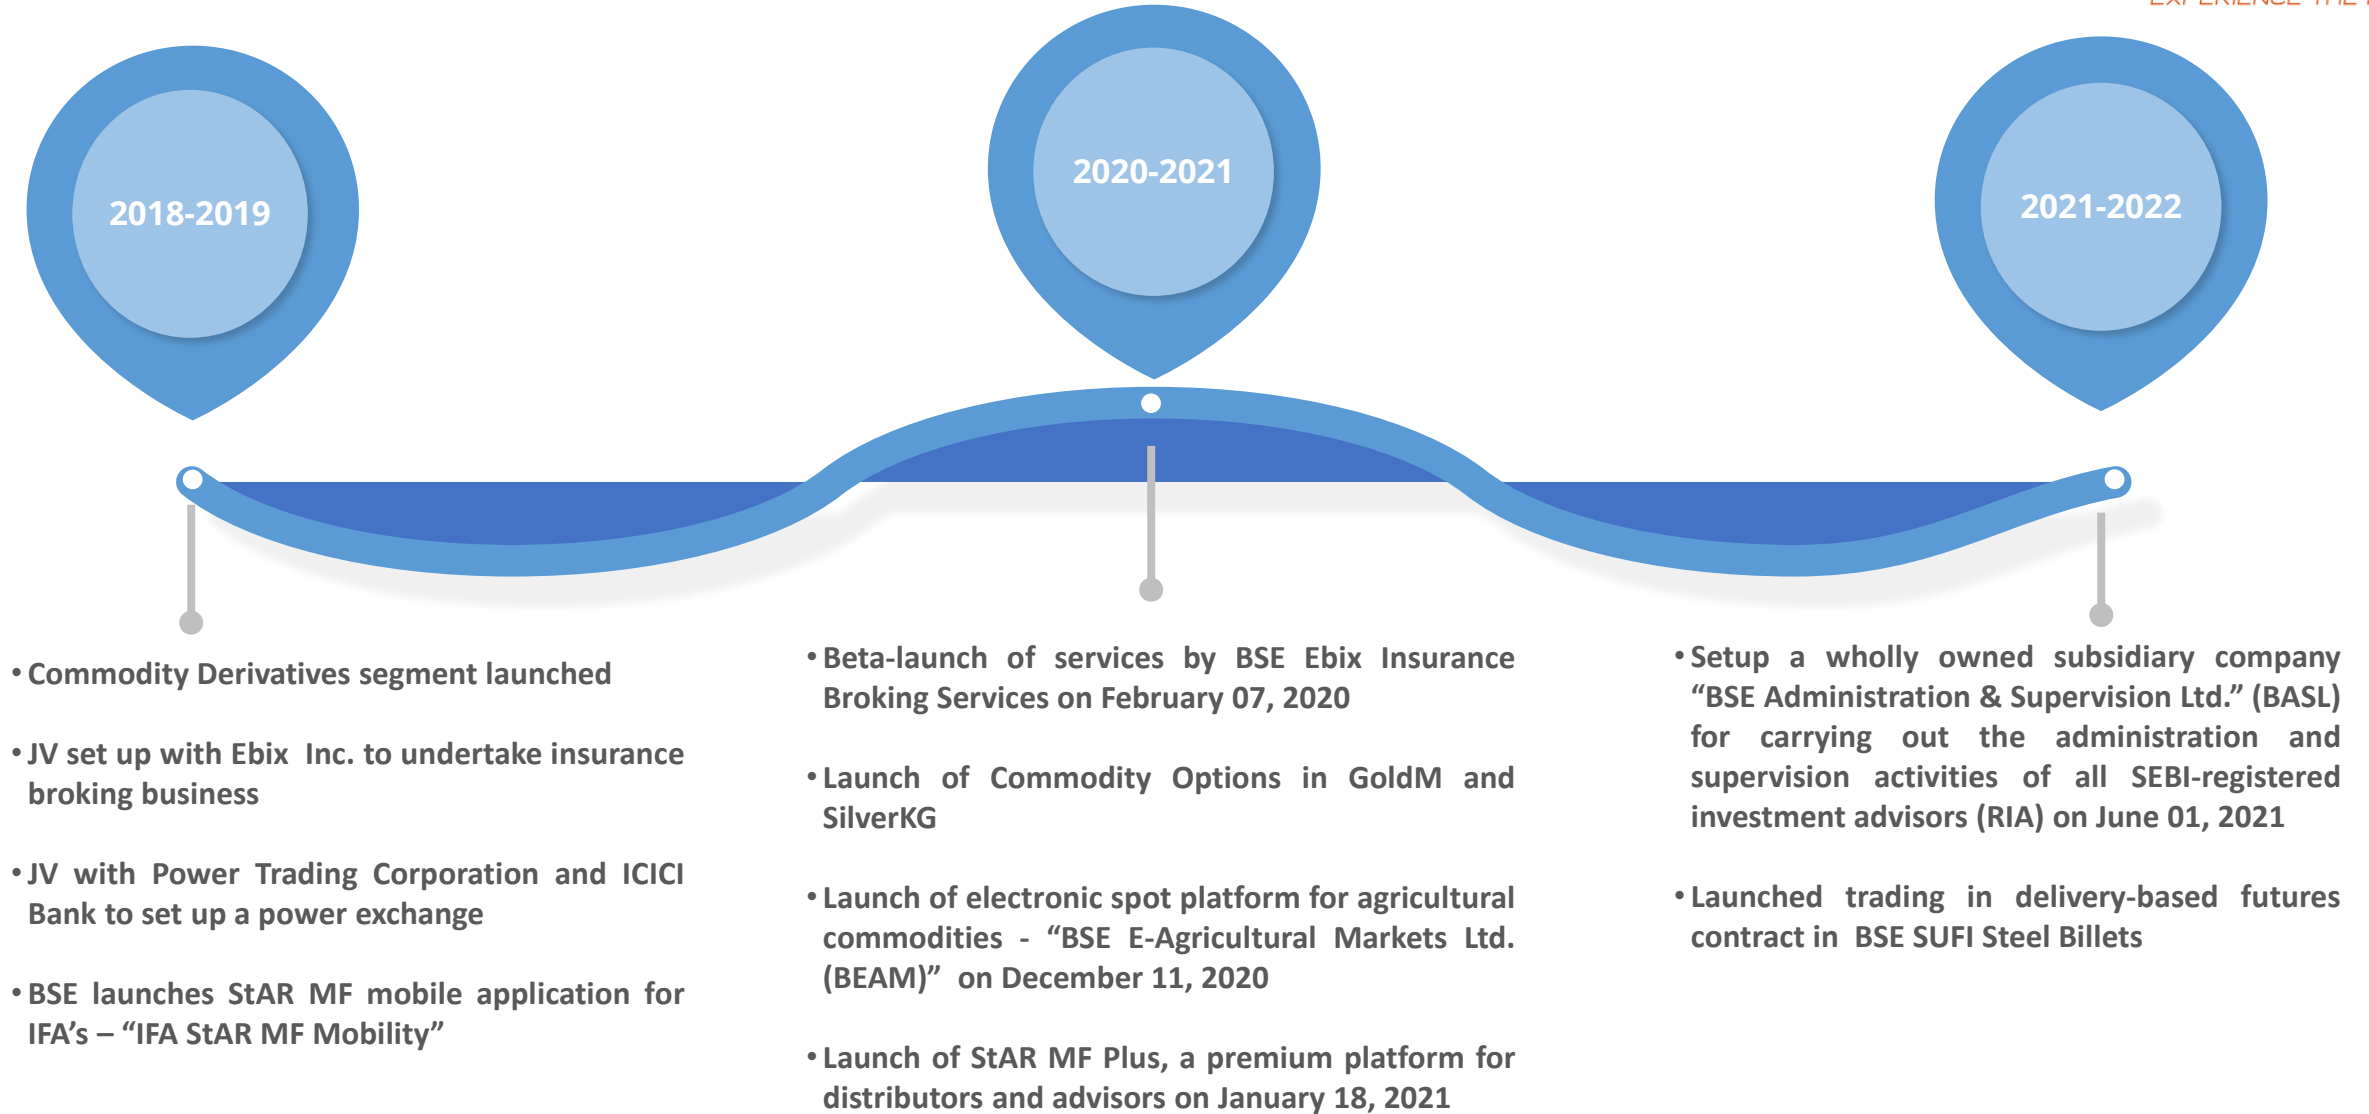 EXPERIENCE THE
2018-2019
2020-2021
2021-2022
• Commodity Derivatives segment launched
• JV set up with Ebix Inc. to undertake insurance
broking business
• JV with Power Trading Corporation and ICICI
Bank to set up a power exchange
• BSE launches StAR MF mobile application for
IFA’s – “IFA StAR MF Mobility”
• Beta-launch of services by BSE Ebix Insurance
Broking Services on February 07, 2020
• Launch of Commodity Options in GoldM and
SilverKG
• Launch of electronic spot platform for agricultural
commodities - “BSE E-Agricultural Markets Ltd.
(BEAM)” on December 11, 2020
• Launch of StAR MF Plus, a premium platform for
distributors and advisors on January 18, 2021
• Setup a wholly owned subsidiary company
“BSE Administration & Supervision Ltd.” (BASL)
for carrying out the administration and
supervision activities of all SEBI-registered
investment advisors (RIA) on June 01, 2021
• Launched trading in delivery-based futures
contract in BSE SUFI Steel Billets